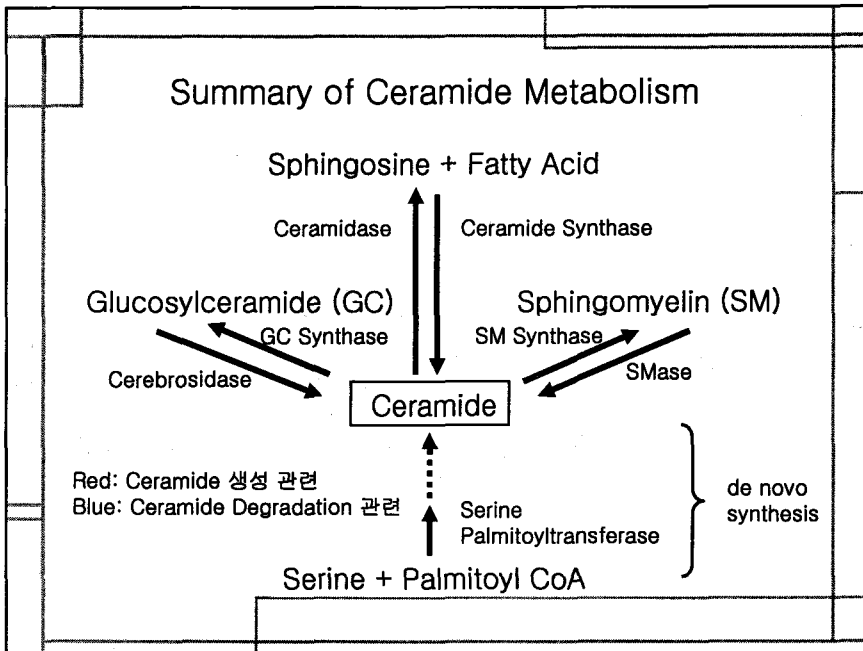 Summary of Ceramide Metabolism
Sphingosine + Fatty Acid
Ceramidase
Ceramide Synthase
Glucosylceramide (GC)
Sphingomyelin (SM)
GC Synthase
SM Synthase
Cerebrosidase
SMase
Ceramide
Red: Ceramide 생성 관련
Blue: Ceramide Degradation 관련
Serine
Palmitoyltransferase
de novo
synthesis
Serine + Palmitoyl CoA